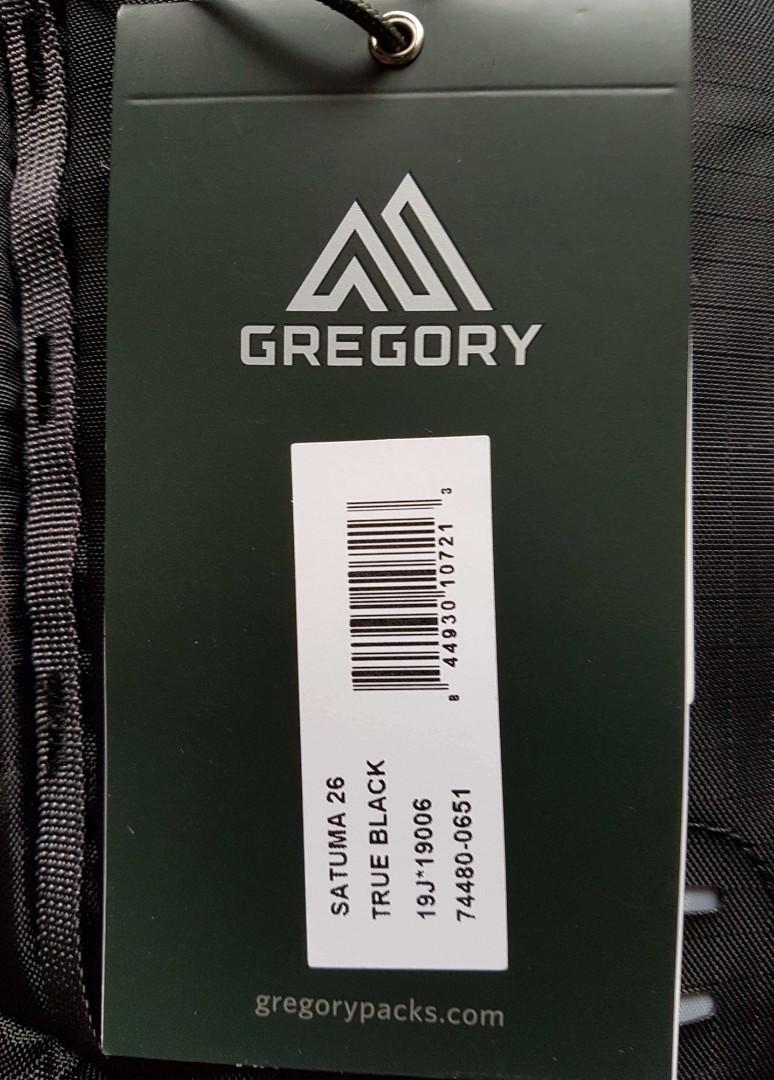 GREGORY
8 44930 10721 3
SATUMA 26
TRUE BLACK
19J*19006
74480-0651
gregorypacks.com